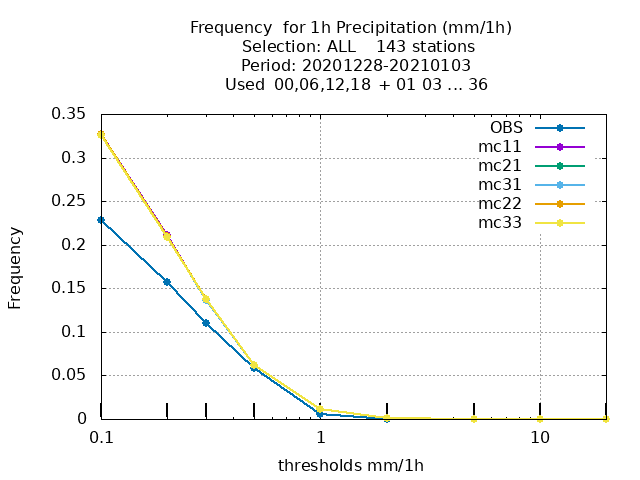 Frequency  for 1h Precipitation (mm/1h)
Selection: ALL    143 stations
Period: 20201228-20210103
Used  00,06,12,18  + 01 03 ... 36
0.35
0.3
0.25
0.2
0.15
0.1
0.05
0
Frequency
OBS
mc11
mc21
mc31
mc22
mc33
0.1
1
10
thresholds mm/1h